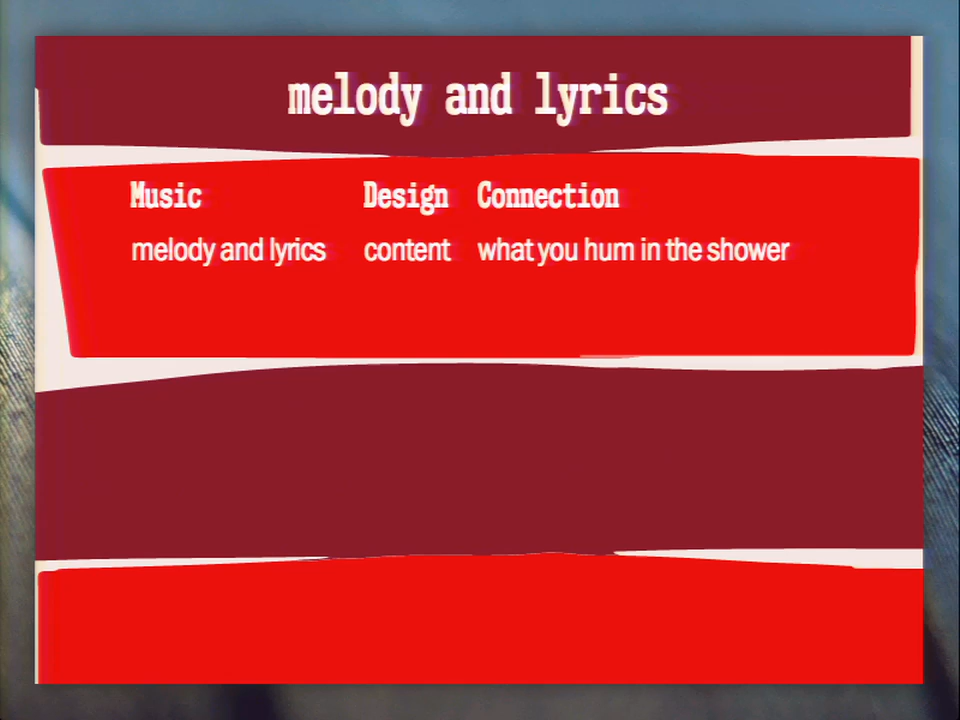 melody and lyrics
Music Design Connection
melody and lyrics content what you hum in the shower